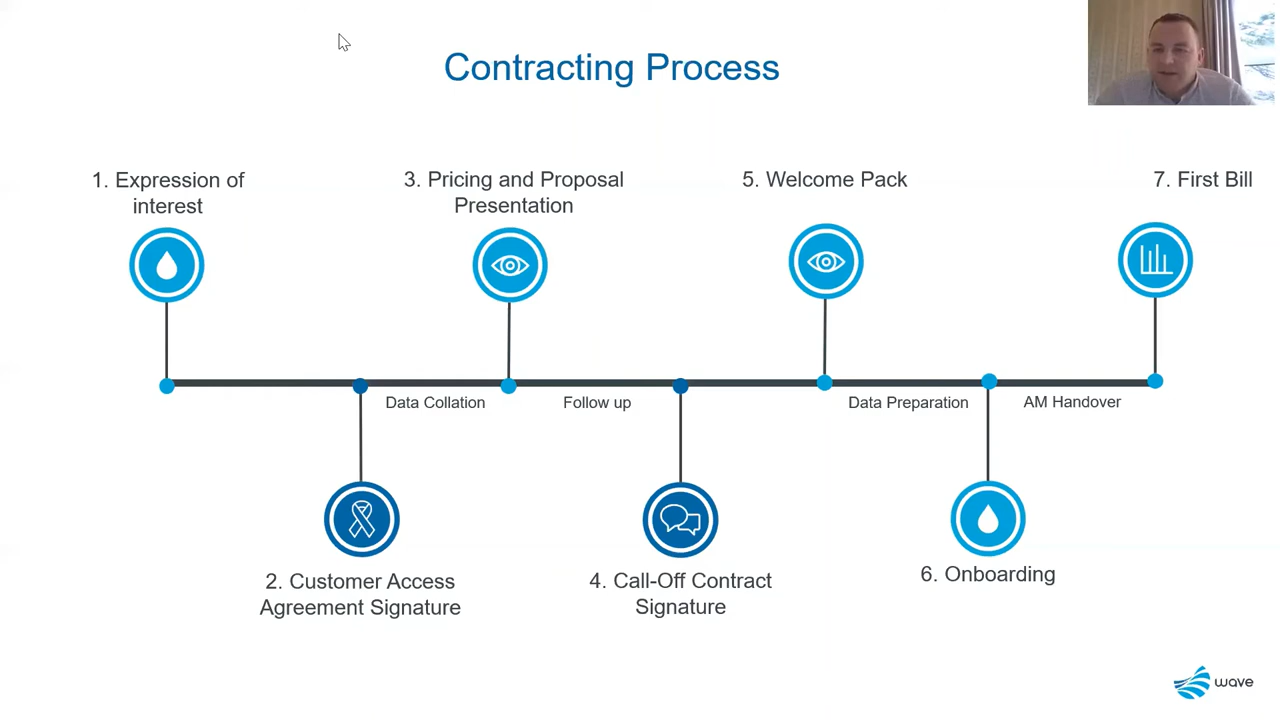 Contracting Process
1. Expression of
interest
3. Pricing and Proposal
Presentation
5. Welcome Pack
7. First Bill
Data Collation
Follow up
Data Preparation
AM Handover
2. Customer Access
Agreement Signature
4. Call-Off Contract
Signature
6. Onboarding
wave